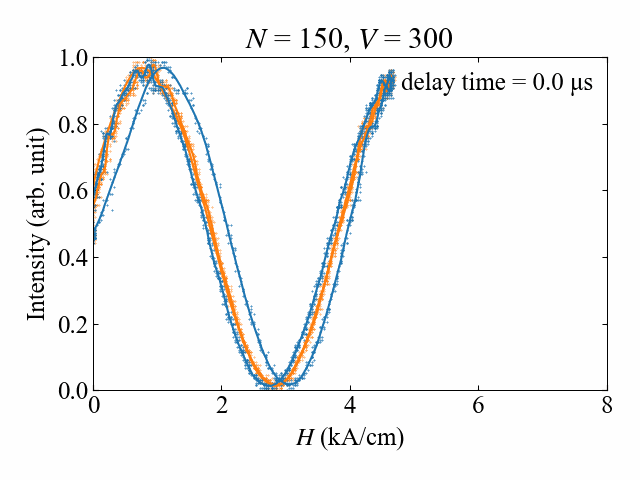 N = 150, V = 300
delay time = 0.0 μs
Intensity (arb. unit)
1.0
0.8
0.6
0.4
0.2
0.0
0 2 4 6 8
H (kA/cm)